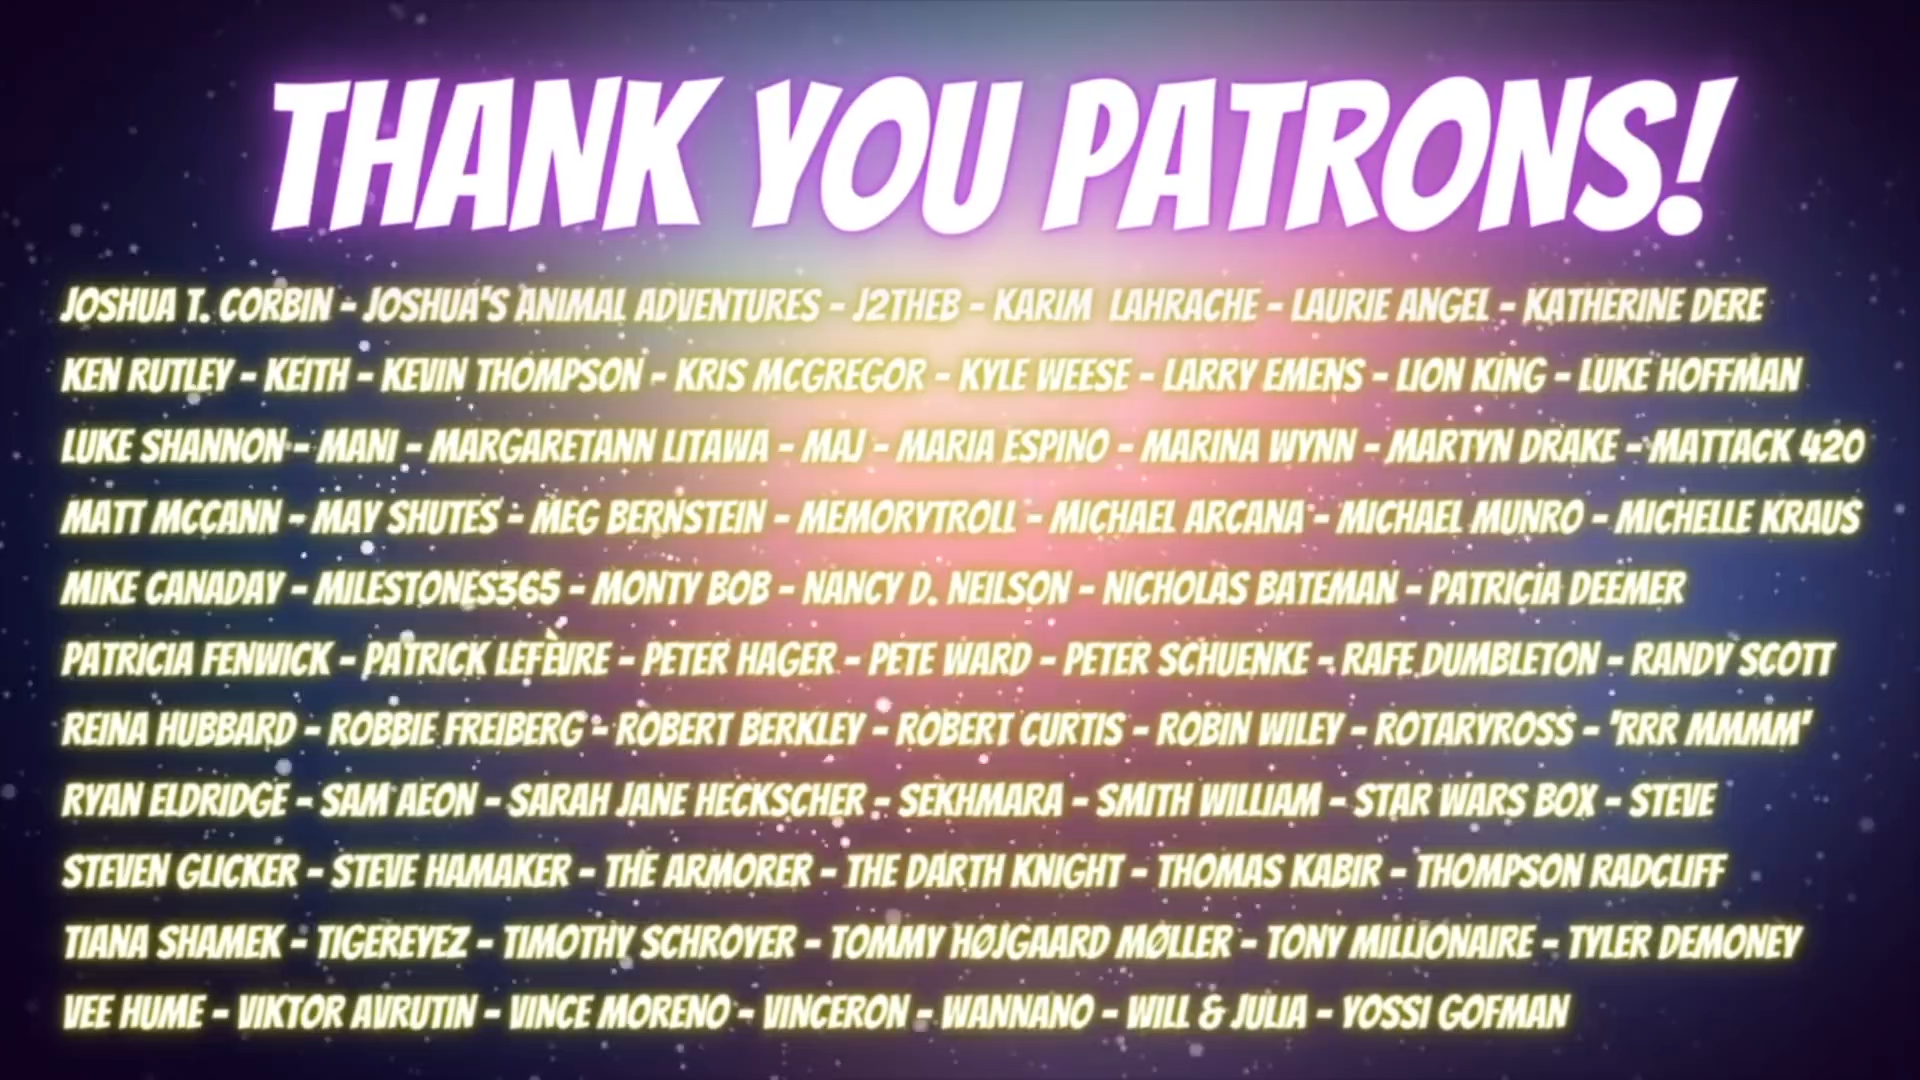 THANK YOU PATRONS!
JOSHUA T. CORBIN - JOSHUA'S ANIMAL ADVENTURES - J2THEB - KARIM LAHRACHE - LAURIE ANGEL - KATHERINE DERE
KEN RUTLEY - KEITH - KEVIN THOMPSON - KRIS MCGREGOR - KYLE WEESE - LARRY EMENS - LION KING - LUKE HOFFMAN
LUKE SHANNON - MANI - MARGARETANN LITAWA - MAJ - MARIA ESPINO - MARINA WYNN - MARTYN DRAKE - MATTACK 420
MATT MCCANN - MAY SHUTES - MEG BERNSTEIN - MEMORYTROLL - MICHAEL ARCANA - MICHAEL MUNRO - MICHELLE KRAUS
MIKE CANADAY - MILESTONES365 - MONTY BOB - NANCY D. NEILSON - NICHOLAS BATEMAN - PATRICIA DEEMER
PATRICIA FENWICK - PATRICK LEFÈVRE - PETER HAGER - PETE WARD - PETER SCHUENKE - RAFE DUMBLETON - RANDY SCOTT
REINA HUBBARD - ROBBIE FREIBERG - ROBERT BERKLEY - ROBERT CURTIS - ROBIN WILEY - ROTARYROSS - 'RRR MMMM'
RYAN ELDRIDGE - SAM AEON - SARAH JANE HECKSCHER - SEKHMARA - SMITH WILLIAM - STAR WARS BOX - STEVE
STEVEN GLICKER - STEVE HAMAKER - THE ARMORER - THE DARTH KNIGHT - THOMAS KABIR - THOMPSON RADCLIFF
TIANA SHAMEK - TIGEREYEZ - TIMOTHY SCHROYER - TOMMY HØJGAARD MØLLER - TONY MILLIONAIRE - TYLER DEMONEY
VEE HUME - VIKTOR AVRUTIN - VINCE MORENO - VINCERON - WANNANO - WILL & JULIA - YOSSI GOFMAN